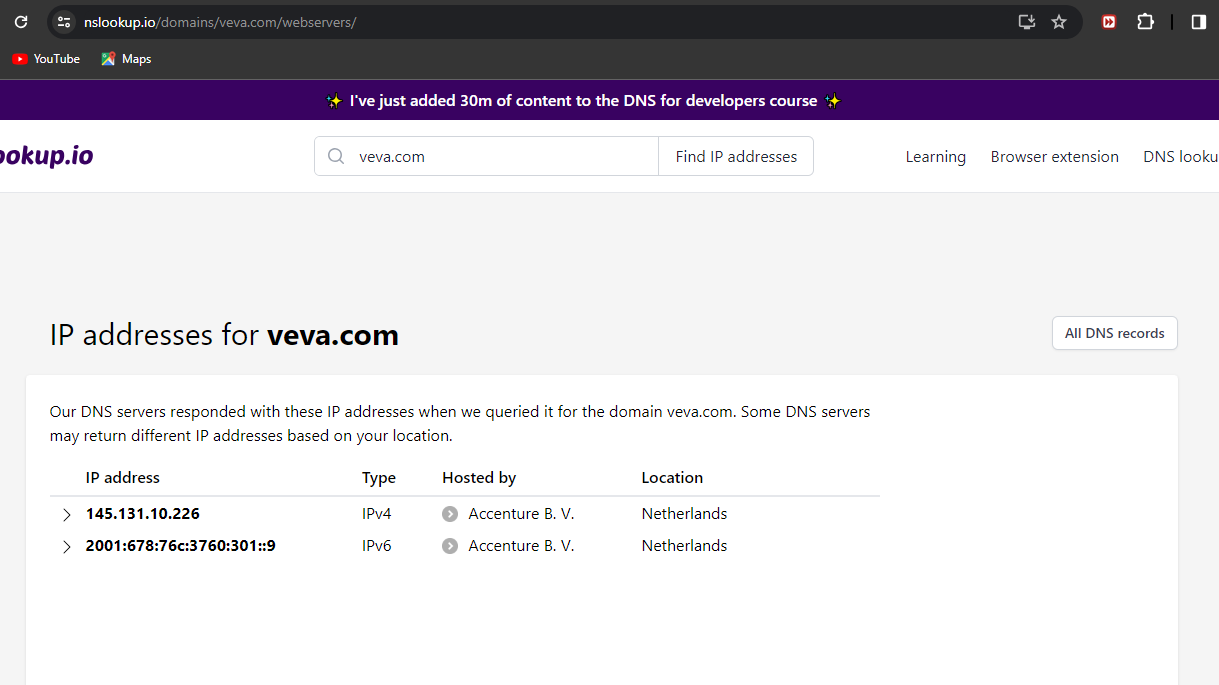 nslookup.io/domains/veva.com/webservers/
YouTube
Maps
✨ I've just added 30m of content to the DNS for developers course ✨
ookup.io
veva.com
Find IP addresses
Learning
Browser extension
DNS looku
IP addresses for veva.com
All DNS records
Our DNS servers responded with these IP addresses when we queried it for the domain veva.com. Some DNS servers
may return different IP addresses based on your location.
IP address Type Hosted by Location
145.131.10.226 IPv4 Accenture B. V. Netherlands
2001:678:76c:3760:301::9 IPv6 Accenture B. V. Netherlands